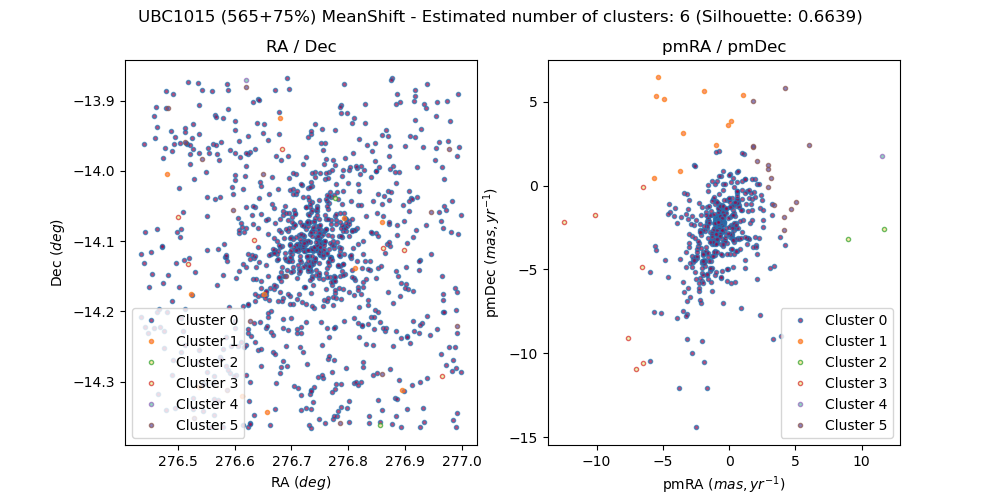 UBC1015 (565+75%) MeanShift - Estimated number of clusters: 6 (Silhouette: 0.6639)
RA / Dec
pmRA / pmDec
Dec (deg)
−13.9
−14.0
−14.1
−14.2
−14.3
276.5 276.6 276.7 276.8 276.9 277.0
RA (deg)
Cluster 0
Cluster 1
Cluster 2
Cluster 3
Cluster 4
Cluster 5
pmDec (mas, yr⁻¹)
5
0
−5
−10
−15
−10 −5 0 5 10
pmRA (mas, yr⁻¹)
Cluster 0
Cluster 1
Cluster 2
Cluster 3
Cluster 4
Cluster 5